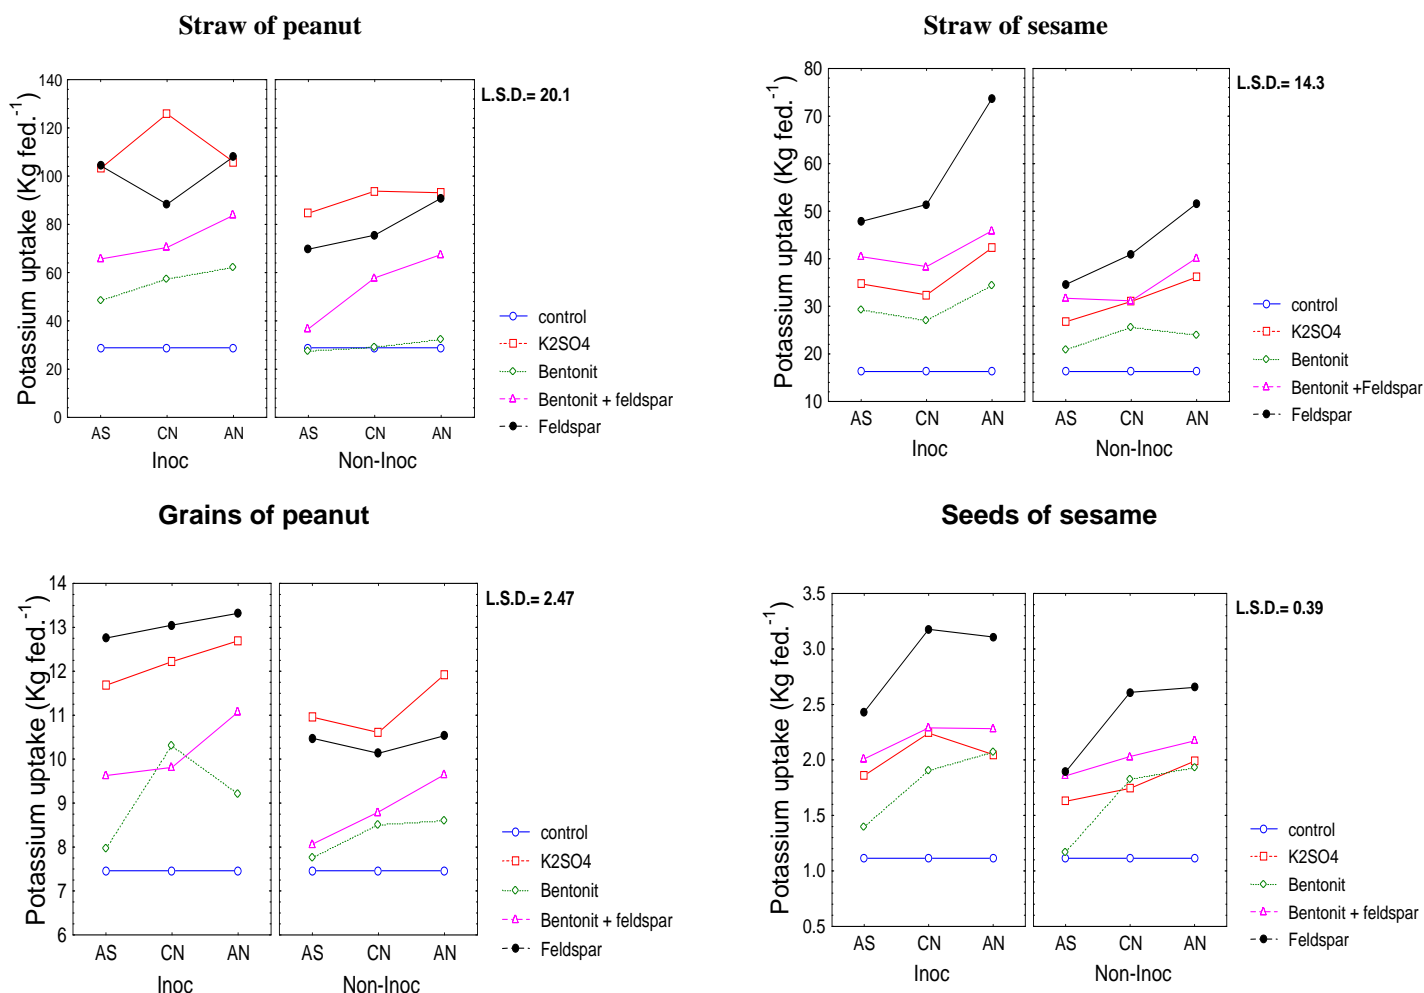 Straw of peanut
Potassium uptake (Kg fed.-1)
140
120
100
80
60
40
20
0
AS CN AN AS CN AN
Inoc Non-Inoc
L.S.D.= 20.1
control
K2SO4
Bentonit
Bentonit + feldspar
Feldspar
Straw of sesame
Potassium uptake (Kg fed.-1)
80
70
60
50
40
30
20
10
AS CN AN AS CN AN
Inoc Non-Inoc
L.S.D.= 14.3
control
K2SO4
Bentonit
Bentonit +Feldspar
Feldspar
Grains of peanut
Potassium uptake (Kg fed.-1)
14
13
12
11
10
9
8
7
6
AS CN AN AS CN AN
Inoc Non-Inoc
L.S.D.= 2.47
control
K2SO4
Bentonit
Bentonit + feldspar
Feldspar
Seeds of sesame
Potassium uptake (Kg fed.-1)
3.5
3.0
2.5
2.0
1.5
1.0
0.5
AS CN AN AS CN AN
Inoc Non-Inoc
L.S.D.= 0.39
control
K2SO4
Bentonit
Bentonit + feldspar
Feldspar